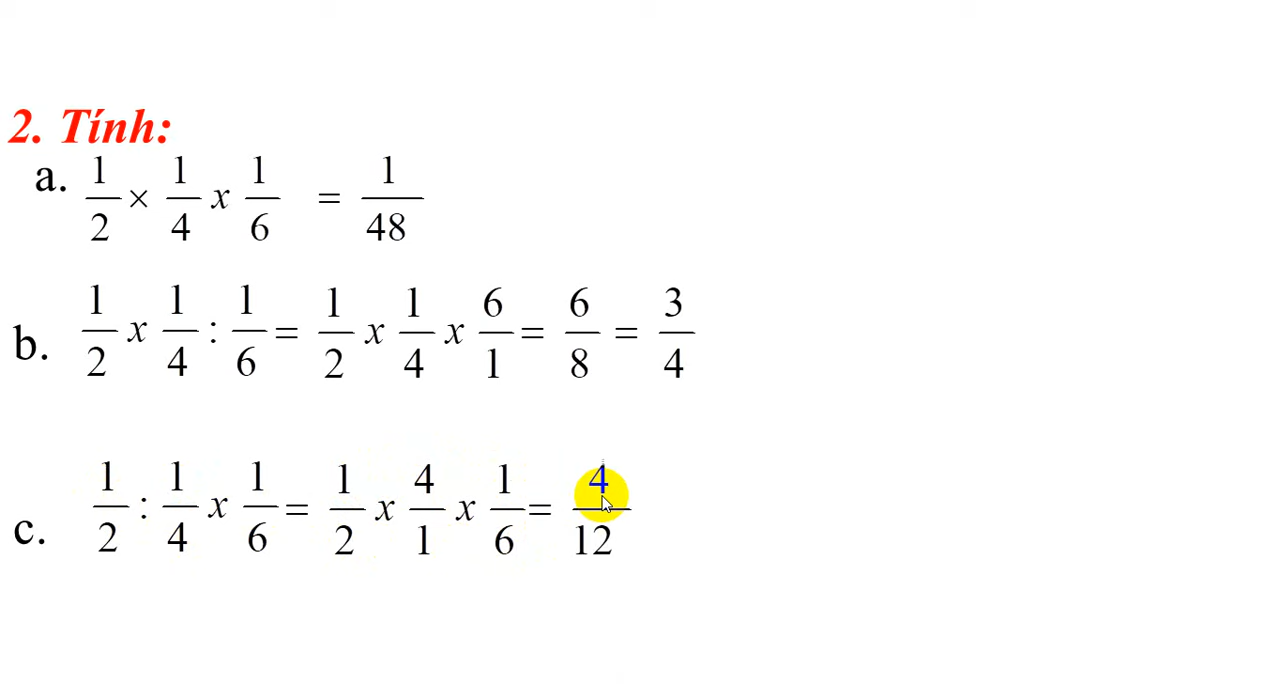 2. Tính:
a. 1/2 × 1/4 x 1/6 = 1/48
b. 1/2 x 1/4 : 1/6 = 1/2 x 1/4 x 6/1 = 6/8 = 3/4
c. 1/2 : 1/4 x 1/6 = 1/2 x 4/1 x 1/6 = 4/12